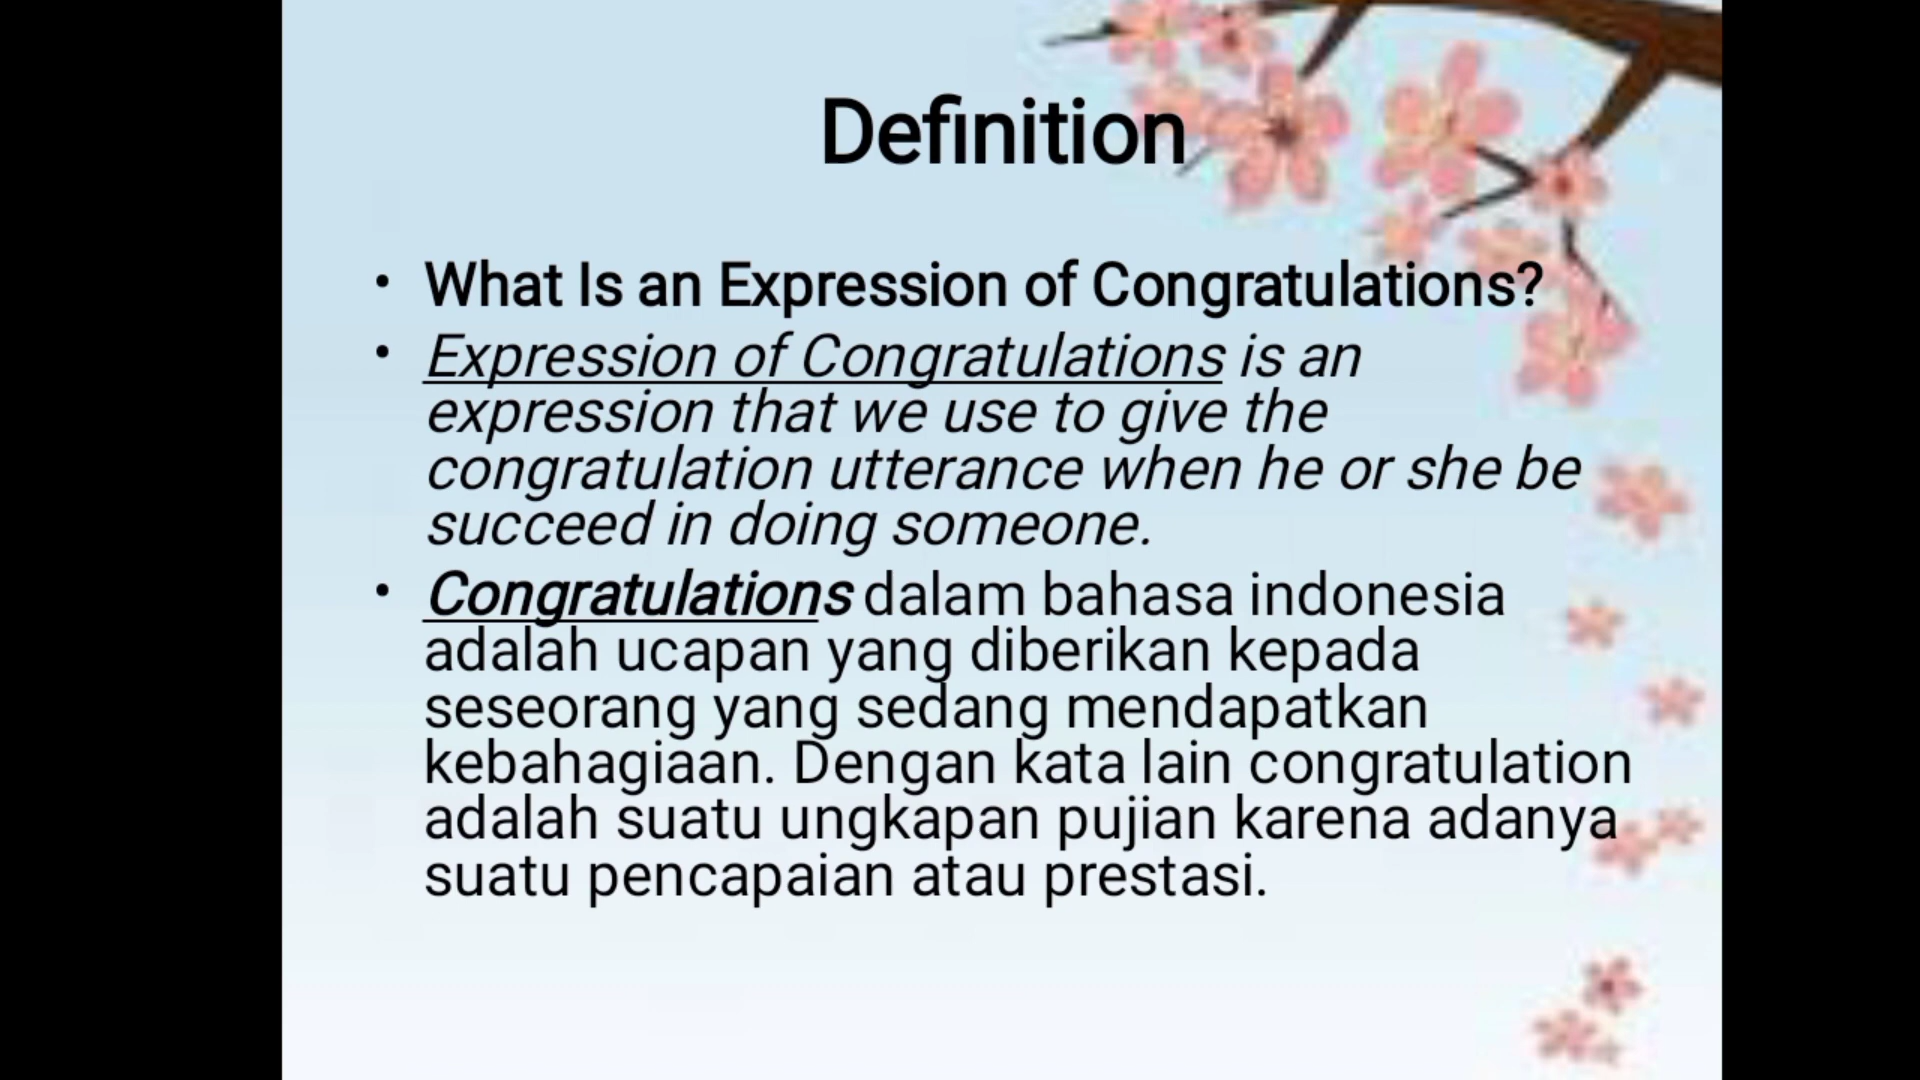 Definition
• What Is an Expression of Congratulations?
• Expression of Congratulations is an
expression that we use to give the
congratulation utterance when he or she be
succeed in doing someone.
• Congratulations dalam bahasa indonesia
adalah ucapan yang diberikan kepada
seseorang yang sedang mendapatkan
kebahagiaan. Dengan kata lain congratulation
adalah suatu ungkapan pujian karena adanya
suatu pencapaian atau prestasi.